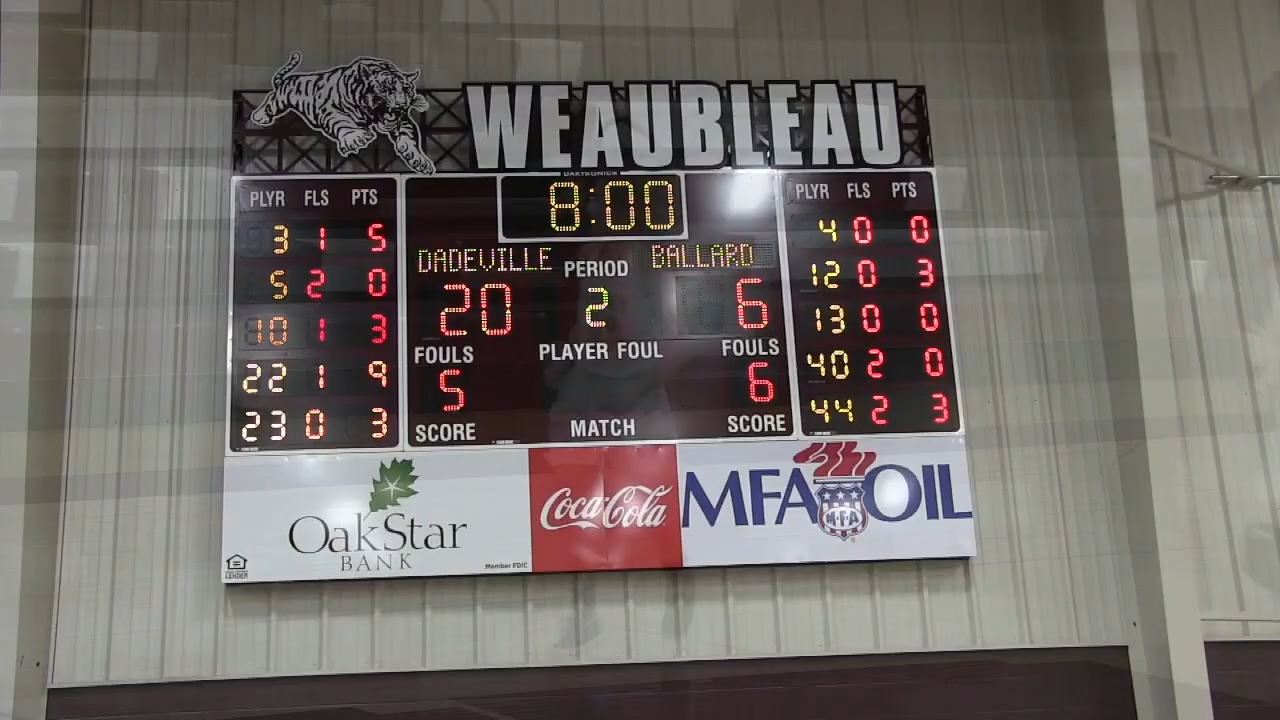 WEAUBLEAU
DAKTRONICS
8:00
PLYR FLS PTS
3 1 5
5 2 0
10 1 3
22 1 9
23 0 3
DADEVILLE PERIOD BALLARD
20 2 6
FOULS PLAYER FOUL FOULS
5 6
SCORE MATCH SCORE
PLYR FLS PTS
4 0 0
12 0 3
13 0 0
40 2 0
44 2 3
OakStar
BANK
Member FDIC
LENDER
Coca-Cola
MFA OIL
MFA